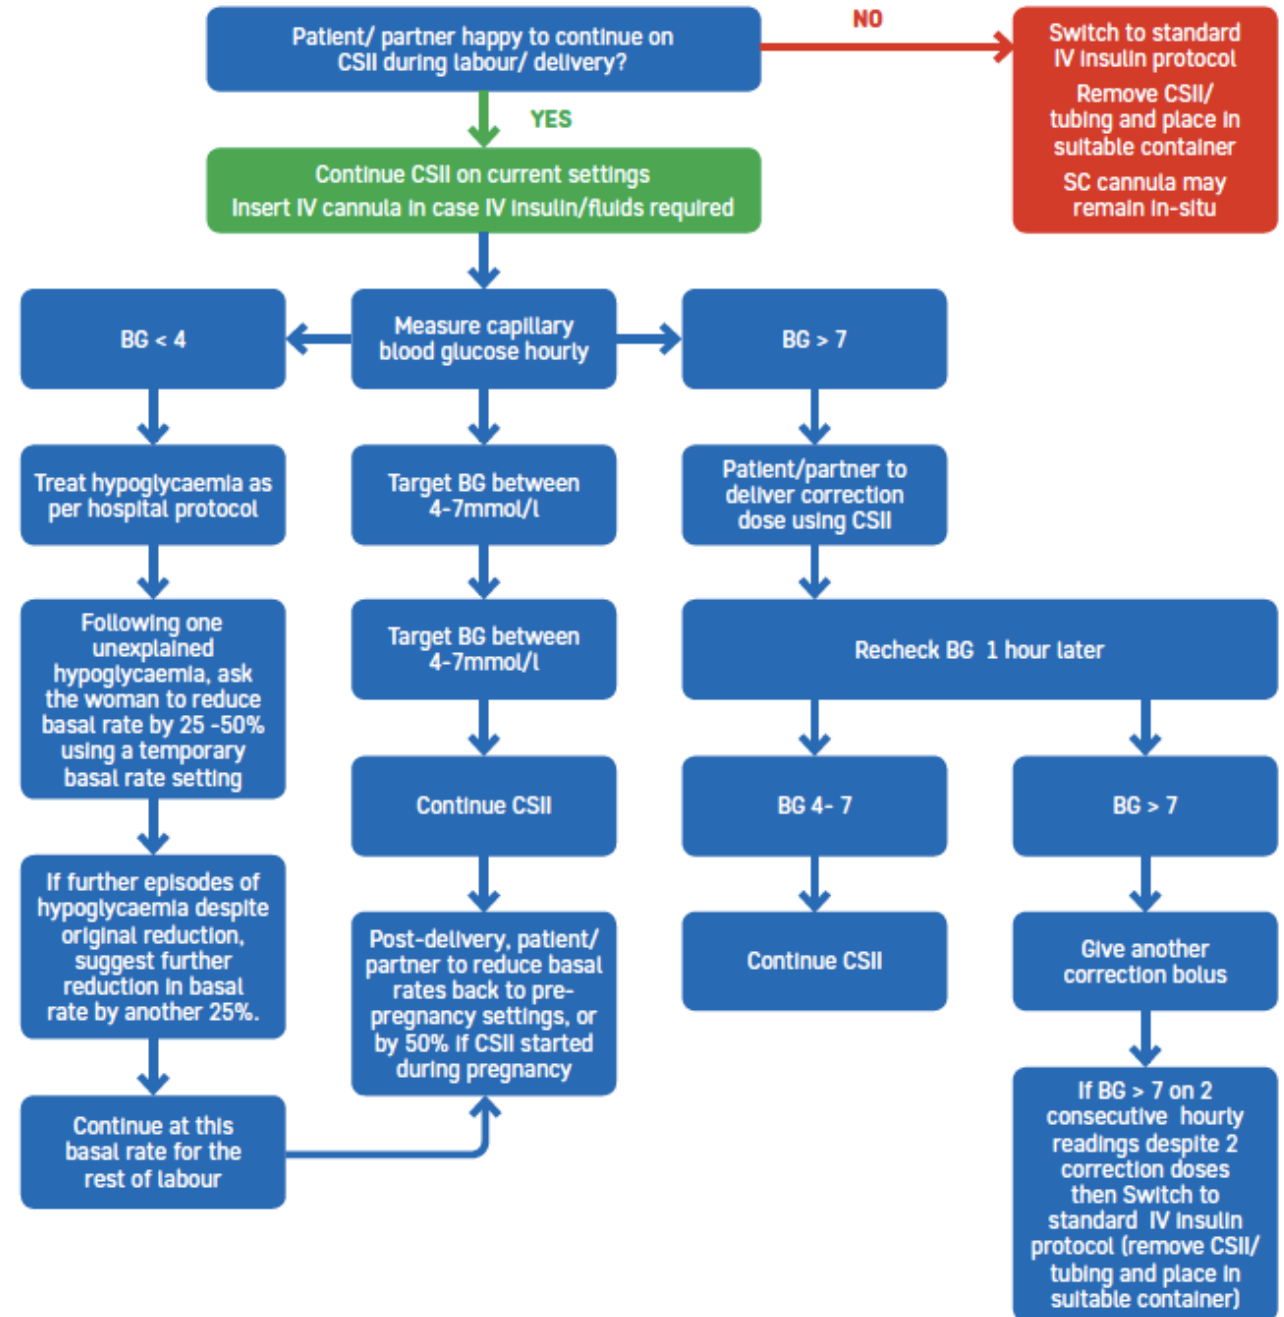 Patient/ partner happy to continue on
CSII during labour/ delivery?
NO
Switch to standard
IV insulin protocol
Remove CSII/
tubing and place in
suitable container
SC cannula may
remain in-situ
YES
Continue CSII on current settings
Insert IV cannula in case IV insulin/fluids required
BG < 4
Measure capillary
blood glucose hourly
BG > 7
Treat hypoglycaemia as
per hospital protocol
Target BG between
4-7mmol/l
Patient/partner to
deliver correction
dose using CSII
Following one
unexplained
hypoglycaemia, ask
the woman to reduce
basal rate by 25 -50%
using a temporary
basal rate setting
Target BG between
4-7mmol/l
Recheck BG 1 hour later
Continue CSII
BG 4- 7
BG > 7
If further episodes of
hypoglycaemia despite
original reduction,
suggest further
reduction in basal
rate by another 25%.
Post-delivery, patient/
partner to reduce basal
rates back to pre-
pregnancy settings, or
by 50% if CSII started
during pregnancy
Continue CSII
Give another
correction bolus
Continue at this
basal rate for the
rest of labour
If BG > 7 on 2
consecutive hourly
readings despite 2
correction doses
then Switch to
standard IV insulin
protocol (remove CSII/
tubing and place in
suitable container)